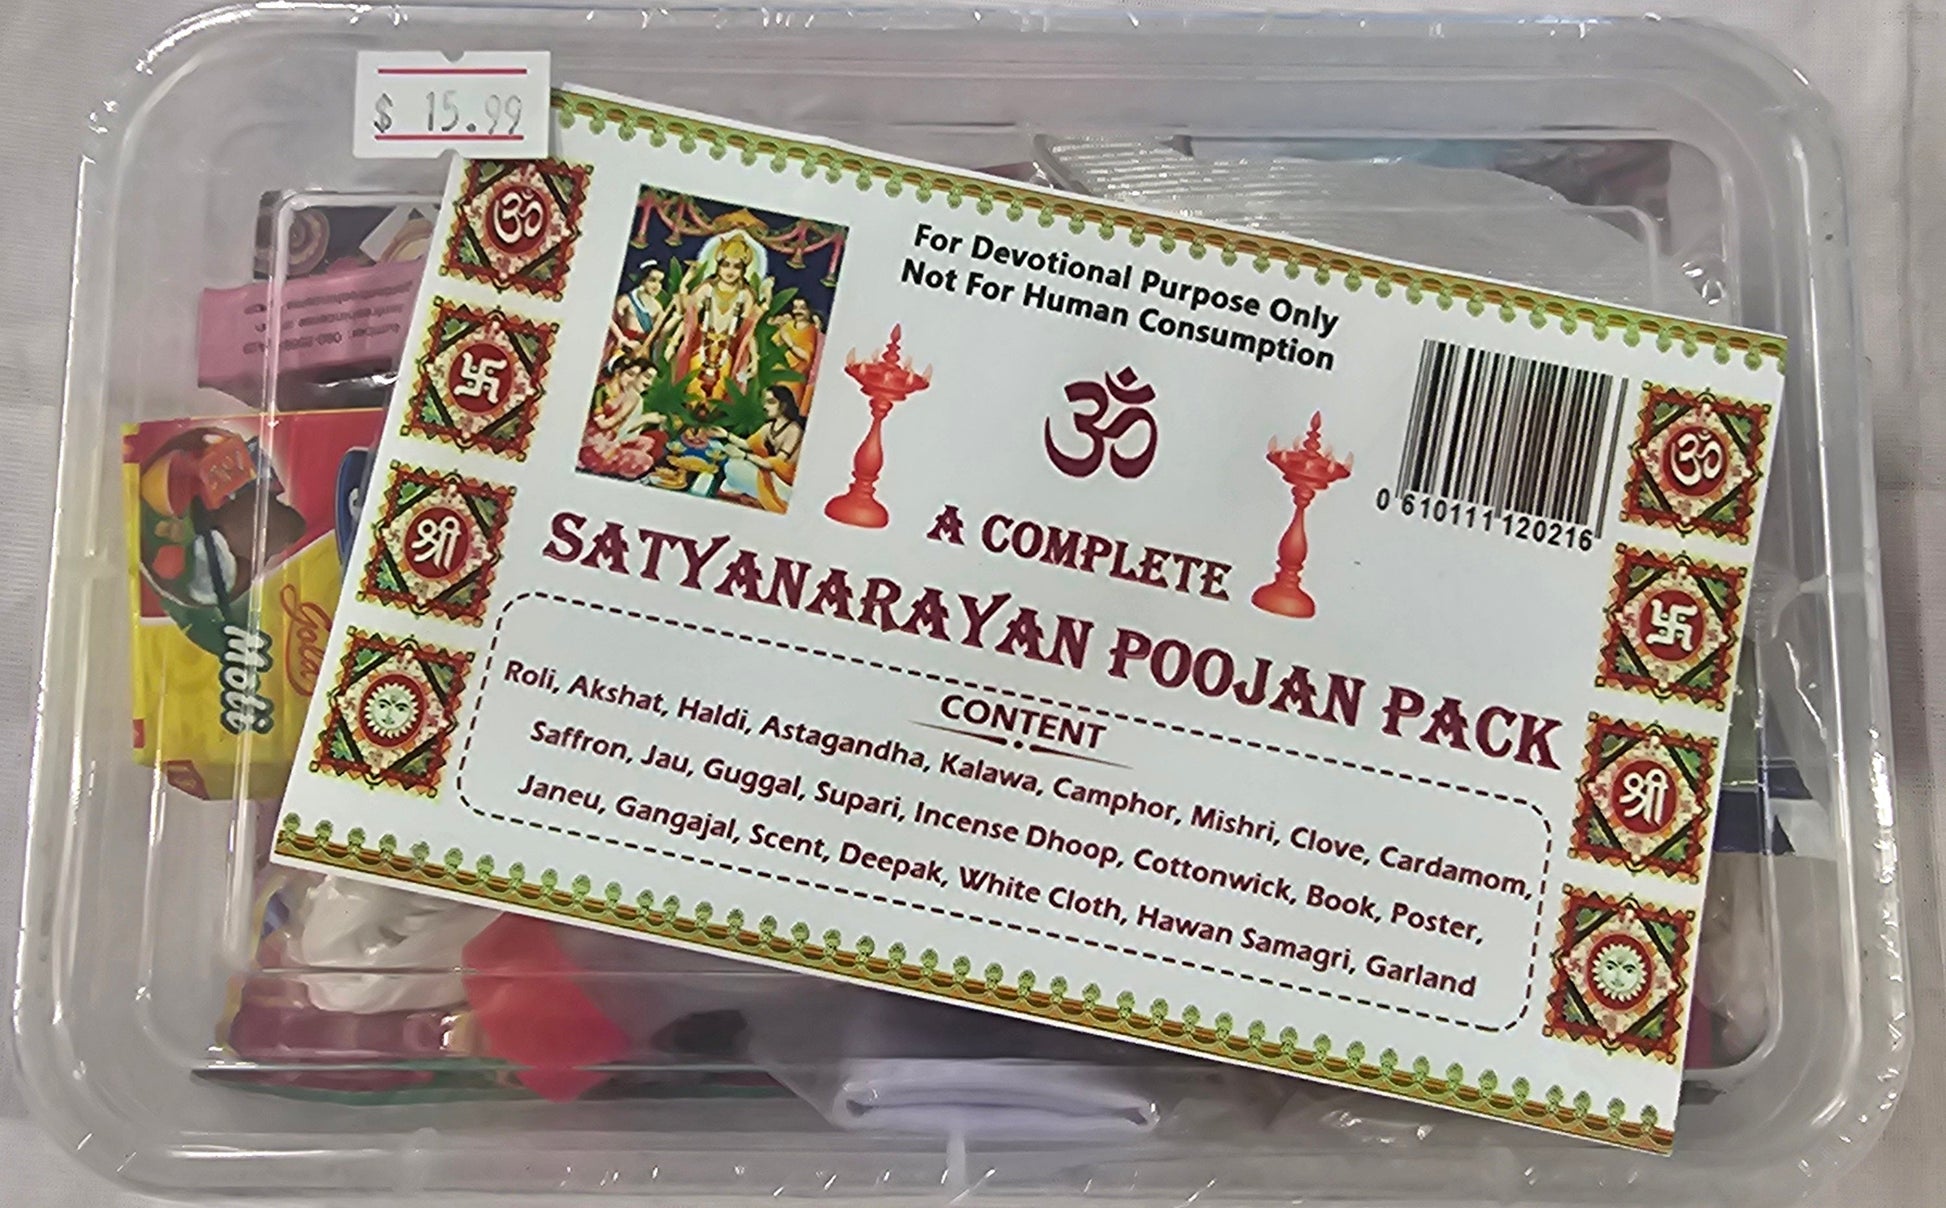 $ 15.99
For Devotional Purpose Only
Not For Human Consumption
ॐ
ॐ
ॐ
0 610111 120216
A COMPLETE
SATYANARAYAN POOJAN PACK
श्री
श्री
CONTENT
Roli, Akshat, Haldi, Astagandha, Kalawa, Camphor, Mishri, Clove, Cardamom,
Saffron, Jau, Guggal, Supari, Incense Dhoop, Cottonwick, Book, Poster,
Janeu, Gangajal, Scent, Deepak, White Cloth, Hawan Samagri, Garland
Gold
Moti